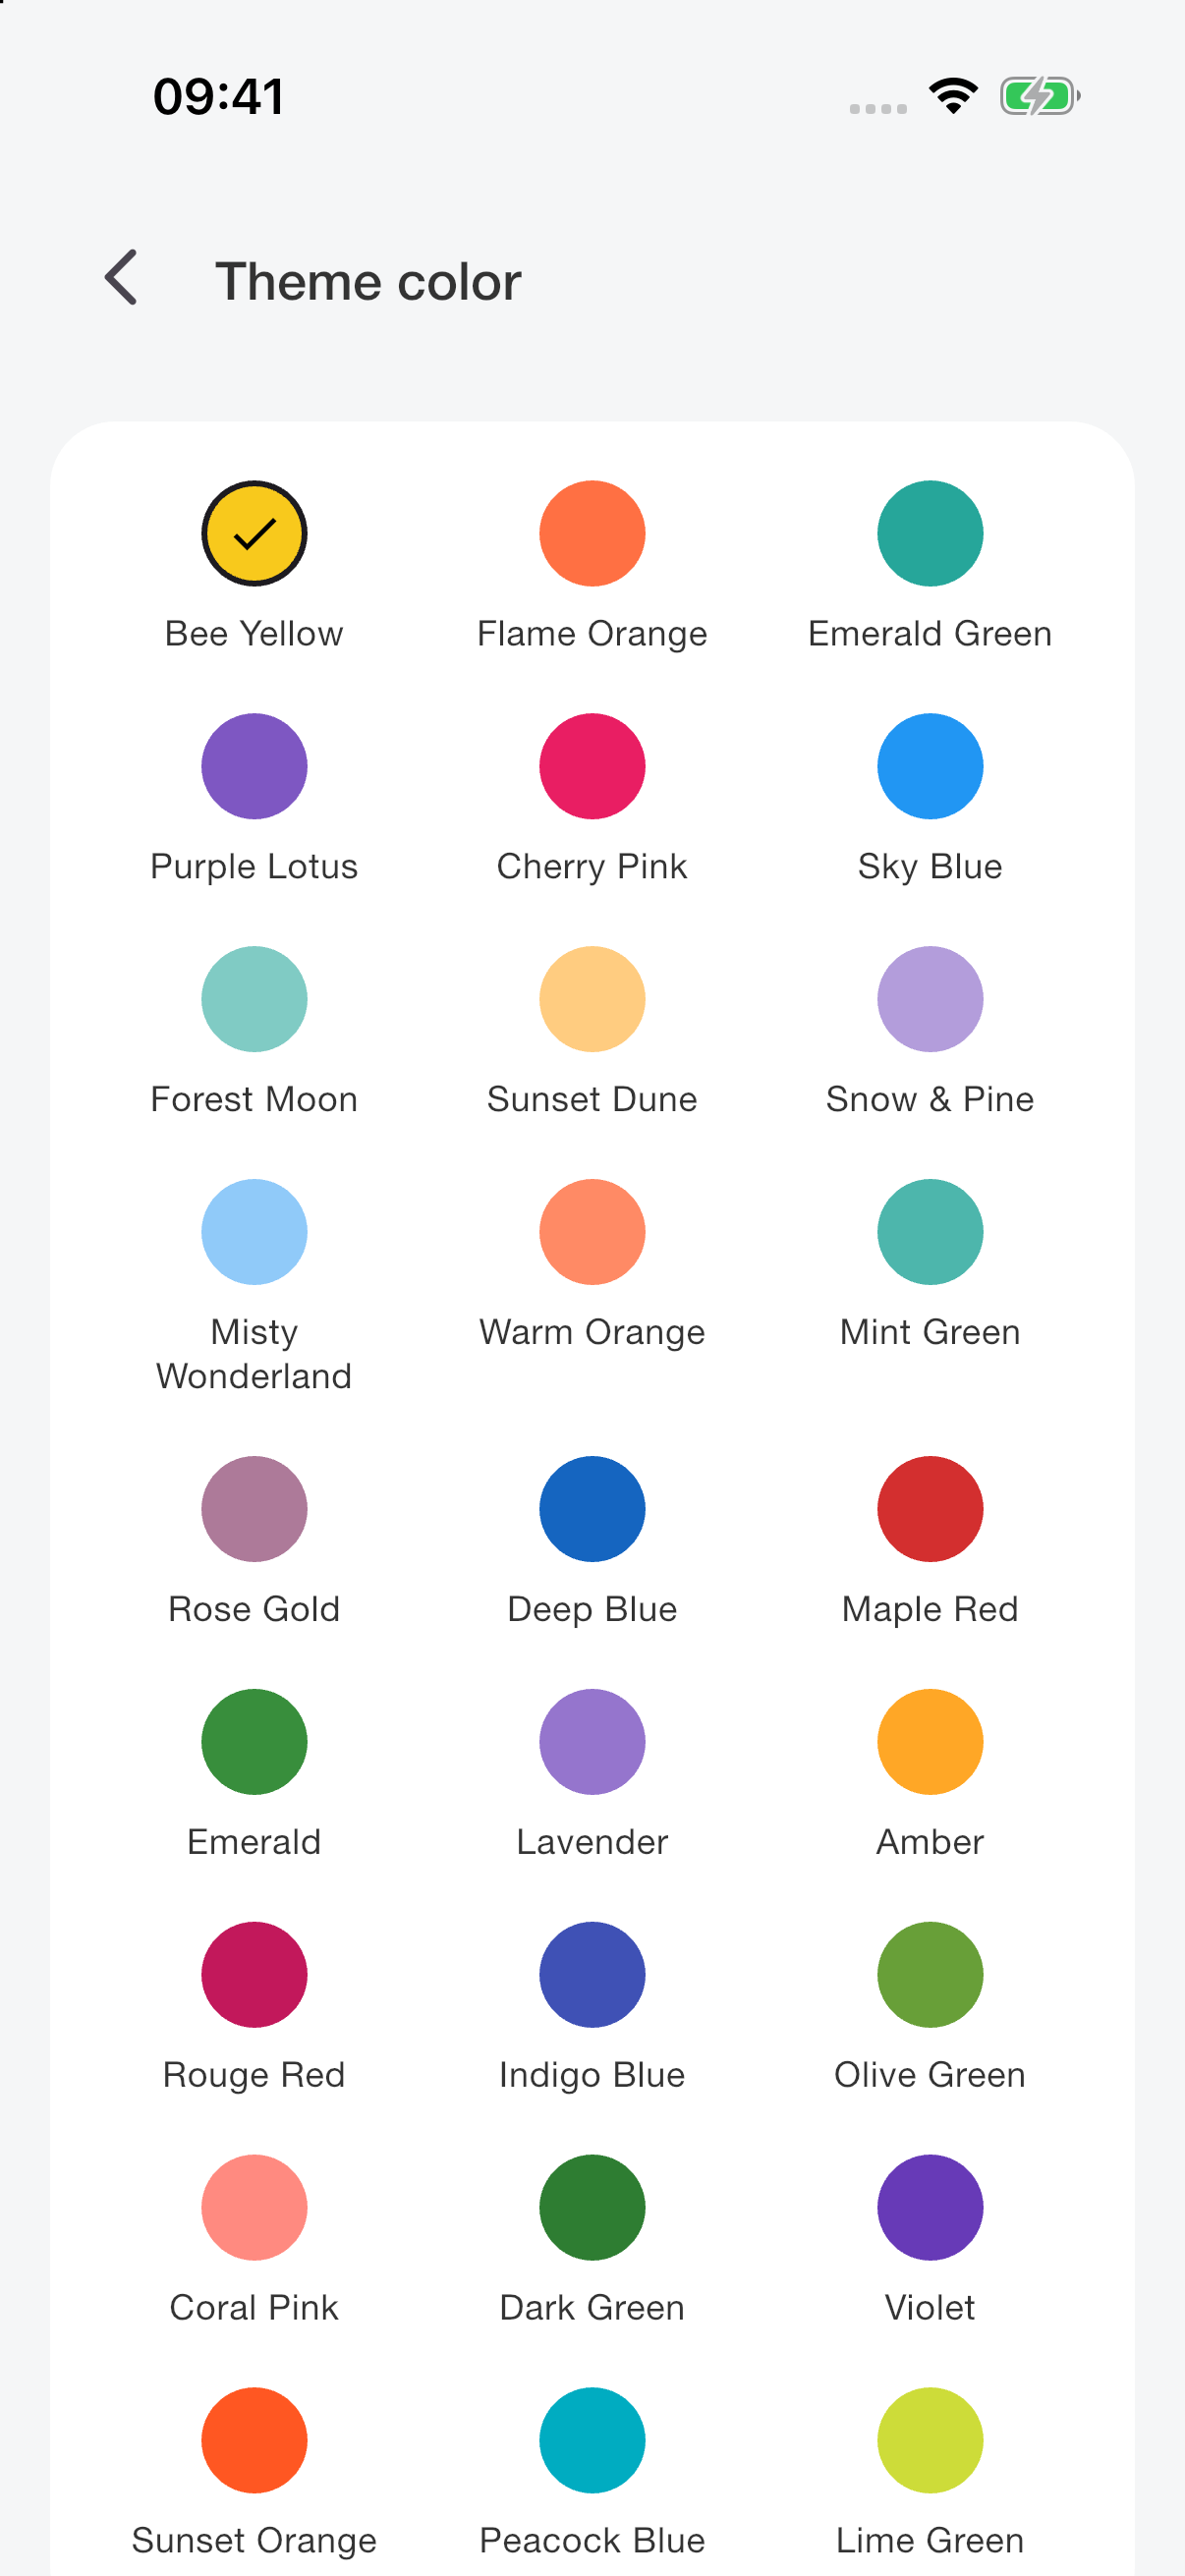 09:41
Theme color
Bee Yellow
Flame Orange
Emerald Green
Purple Lotus
Cherry Pink
Sky Blue
Forest Moon
Sunset Dune
Snow & Pine
Misty
Wonderland
Warm Orange
Mint Green
Rose Gold
Deep Blue
Maple Red
Emerald
Lavender
Amber
Rouge Red
Indigo Blue
Olive Green
Coral Pink
Dark Green
Violet
Sunset Orange
Peacock Blue
Lime Green